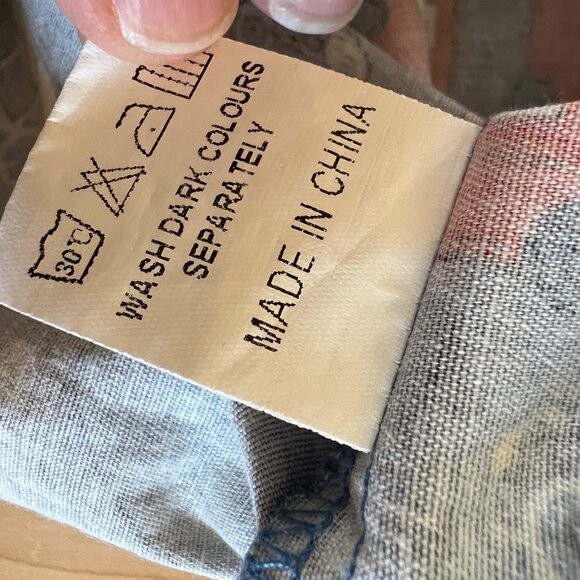 30°C
WASH DARK COLOURS
SEPARATELY
MADE IN CHINA